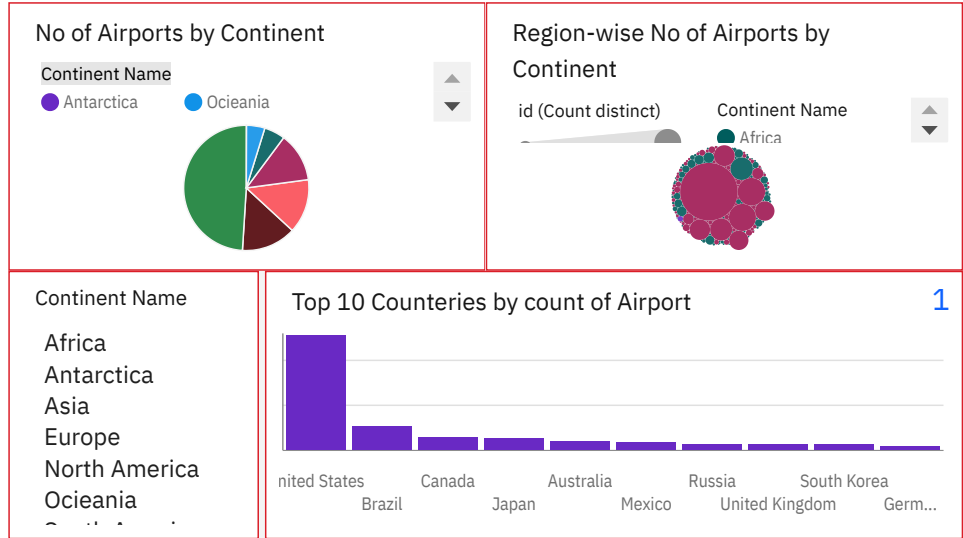 No of Airports by Continent
Continent Name
Antarctica
Ocieania
Region-wise No of Airports by
Continent
id (Count distinct)
Continent Name
Africa
Continent Name
Africa
Antarctica
Asia
Europe
North America
Ocieania
South America
Top 10 Counteries by count of Airport
1
nited States
Brazil
Canada
Japan
Australia
Mexico
Russia
United Kingdom
South Korea
Germ...